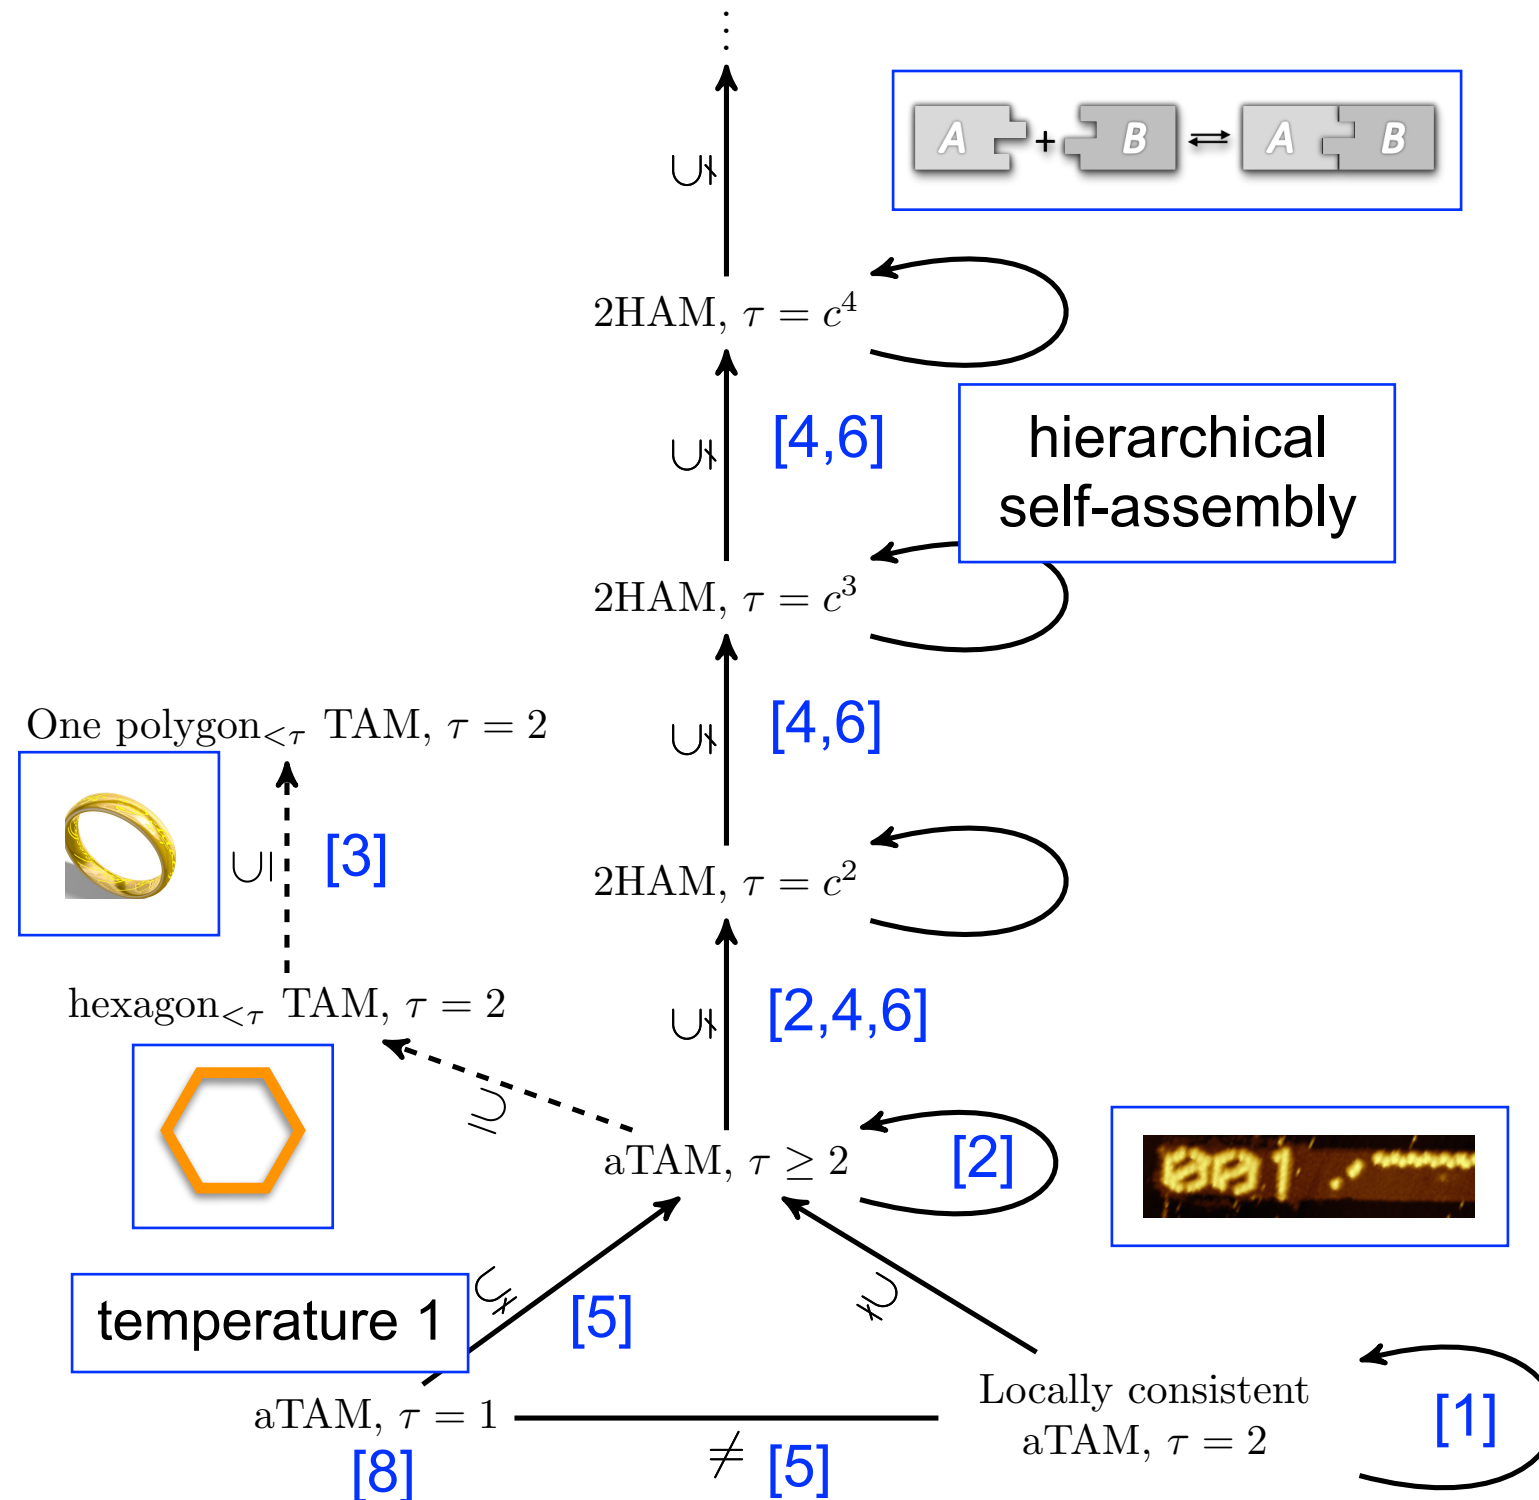 ⋮
⊊
A + B ⇌ A B
2HAM, τ = c⁴
⊊
[4,6]
hierarchical
self-assembly
2HAM, τ = c³
⊊
[4,6]
One polygon<τ TAM, τ = 2
⊆
[3]
2HAM, τ = c²
hexagon<τ TAM, τ = 2
⊊
[2,4,6]
⊆
aTAM, τ ≥ 2
[2]
001
⊊
⊊
temperature 1
[5]
aTAM, τ = 1
[8]
≠
[5]
Locally consistent
aTAM, τ = 2
[1]